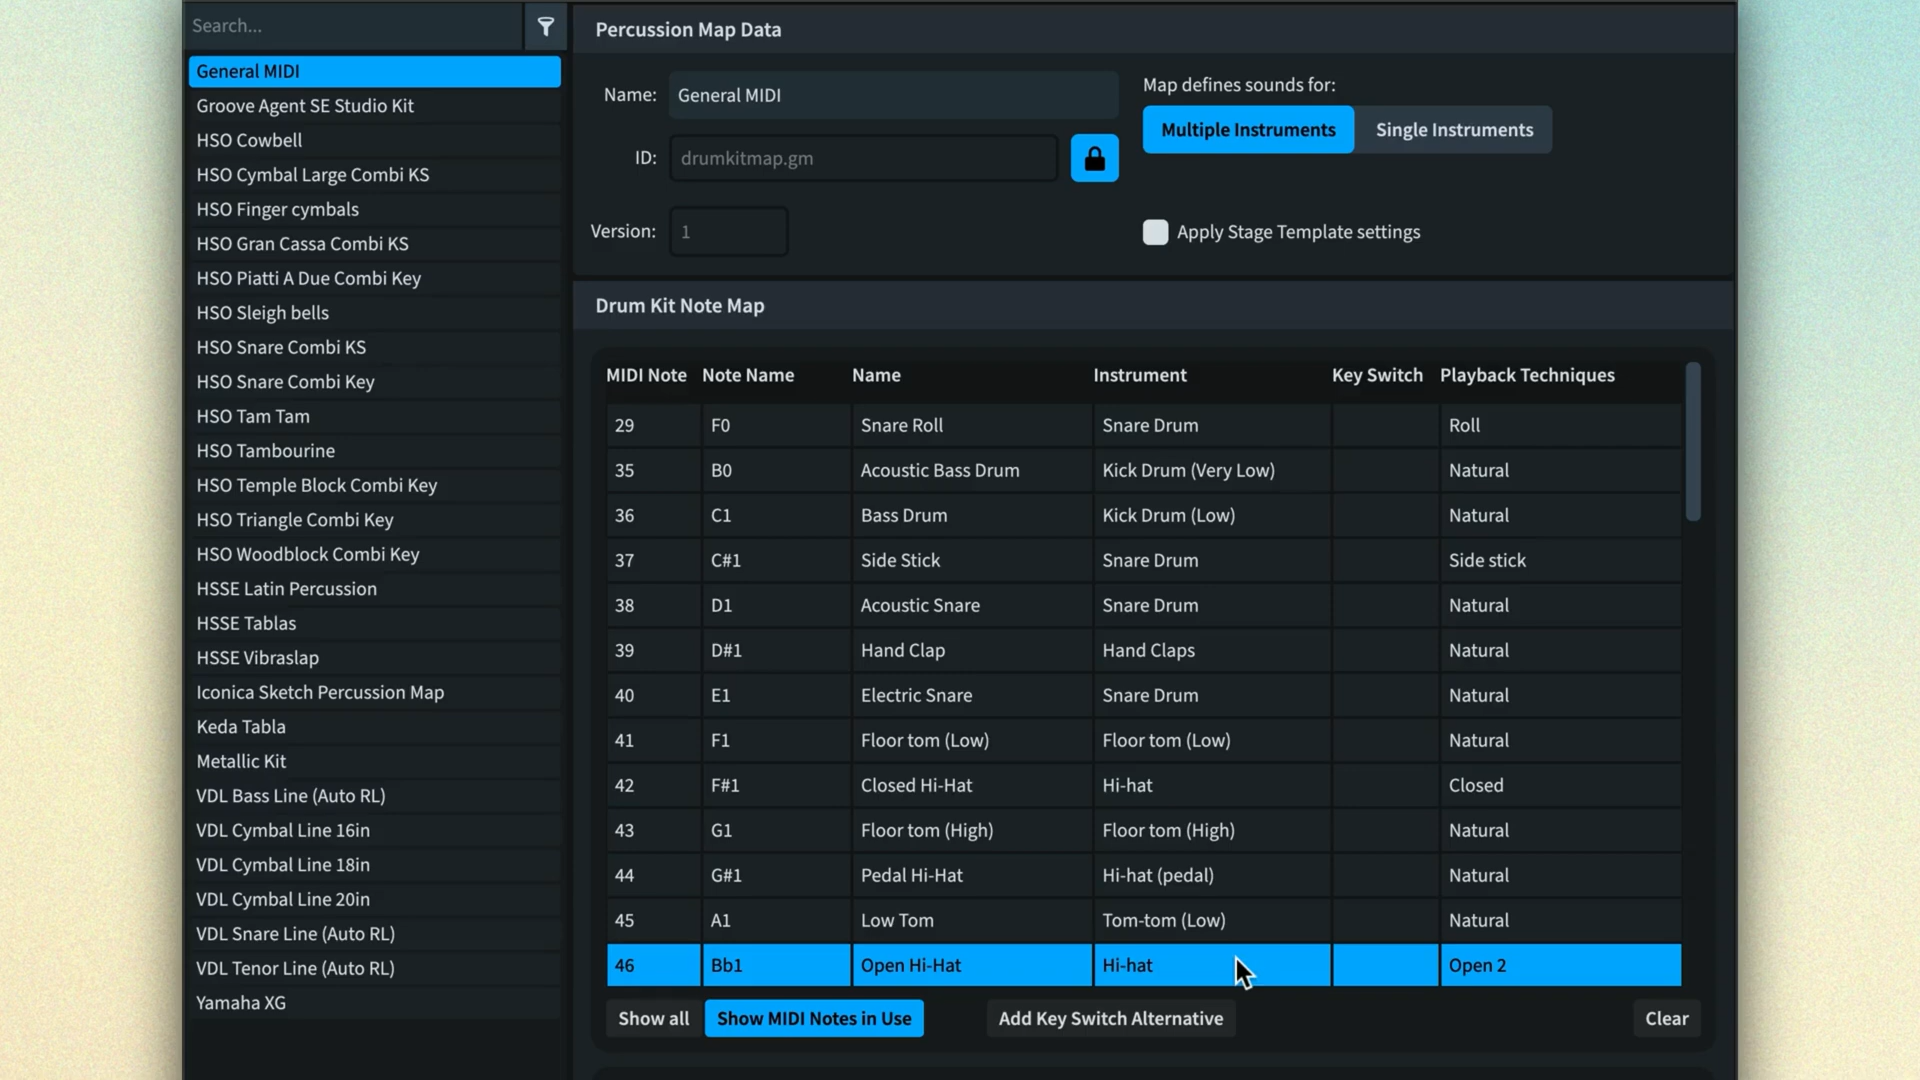 Search...
General MIDI
Groove Agent SE Studio Kit
HSO Cowbell
HSO Cymbal Large Combi KS
HSO Finger cymbals
HSO Gran Cassa Combi KS
HSO Piatti A Due Combi Key
HSO Sleigh bells
HSO Snare Combi KS
HSO Snare Combi Key
HSO Tam Tam
HSO Tambourine
HSO Temple Block Combi Key
HSO Triangle Combi Key
HSO Woodblock Combi Key
HSSE Latin Percussion
HSSE Tablas
HSSE Vibraslap
Iconica Sketch Percussion Map
Keda Tabla
Metallic Kit
VDL Bass Line (Auto RL)
VDL Cymbal Line 16in
VDL Cymbal Line 18in
VDL Cymbal Line 20in
VDL Snare Line (Auto RL)
VDL Tenor Line (Auto RL)
Yamaha XG
Percussion Map Data
Name: General MIDI
ID: drumkitmap.gm
Version: 1
Map defines sounds for:
Multiple Instruments Single Instruments
Apply Stage Template settings
Drum Kit Note Map
MIDI Note Note Name Name Instrument Key Switch Playback Techniques
29 F0 Snare Roll Snare Drum Roll
35 B0 Acoustic Bass Drum Kick Drum (Very Low) Natural
36 C1 Bass Drum Kick Drum (Low) Natural
37 C#1 Side Stick Snare Drum Side stick
38 D1 Acoustic Snare Snare Drum Natural
39 D#1 Hand Clap Hand Claps Natural
40 E1 Electric Snare Snare Drum Natural
41 F1 Floor tom (Low) Floor tom (Low) Natural
42 F#1 Closed Hi-Hat Hi-hat Closed
43 G1 Floor tom (High) Floor tom (High) Natural
44 G#1 Pedal Hi-Hat Hi-hat (pedal) Natural
45 A1 Low Tom Tom-tom (Low) Natural
46 Bb1 Open Hi-Hat Hi-hat Open 2
Show all Show MIDI Notes in Use Add Key Switch Alternative Clear